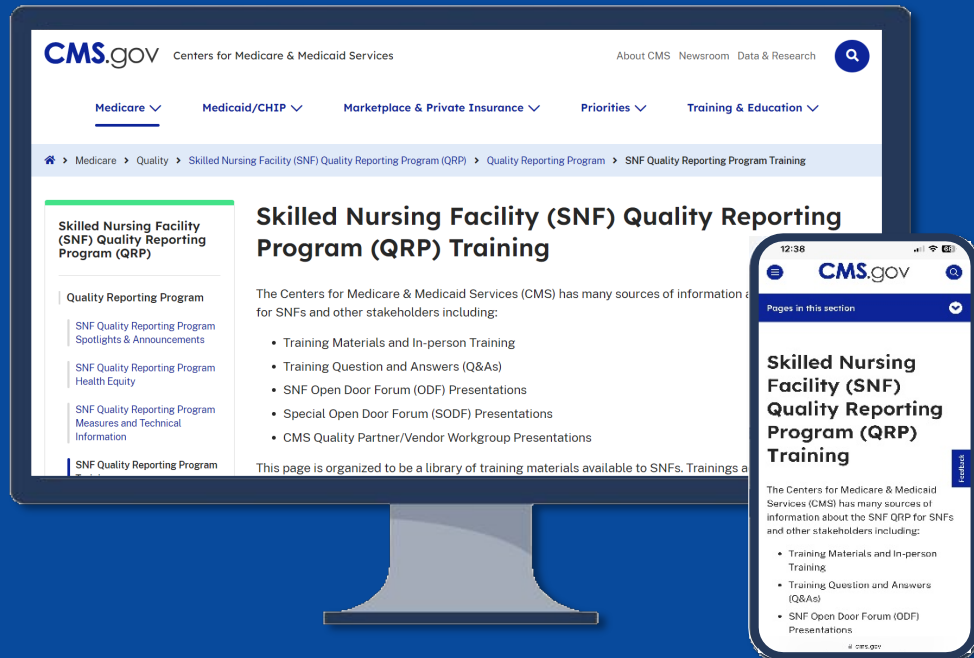 CMS.gov Centers for Medicare & Medicaid Services
About CMS Newsroom Data & Research
Medicare Medicaid/CHIP Marketplace & Private Insurance Priorities Training & Education
> Medicare > Quality > Skilled Nursing Facility (SNF) Quality Reporting Program (QRP) > Quality Reporting Program > SNF Quality Reporting Program Training
Skilled Nursing Facility
(SNF) Quality Reporting
Program (QRP)
Quality Reporting Program
SNF Quality Reporting Program
Spotlights & Announcements
SNF Quality Reporting Program
Health Equity
SNF Quality Reporting Program
Measures and Technical
Information
SNF Quality Reporting Program
Skilled Nursing Facility (SNF) Quality Reporting
Program (QRP) Training
The Centers for Medicare & Medicaid Services (CMS) has many sources of information
for SNFs and other stakeholders including:
• Training Materials and In-person Training
• Training Question and Answers (Q&As)
• SNF Open Door Forum (ODF) Presentations
• Special Open Door Forum (SODF) Presentations
• CMS Quality Partner/Vendor Workgroup Presentations
This page is organized to be a library of training materials available to SNFs. Trainings a
12:38
CMS.gov
Pages in this section
Skilled Nursing
Facility (SNF)
Quality Reporting
Program (QRP)
Training
Feedback
The Centers for Medicare & Medicaid
Services (CMS) has many sources of
information about the SNF QRP for SNFs
and other stakeholders including:
• Training Materials and In-person
Training
• Training Question and Answers
(Q&As)
• SNF Open Door Forum (ODF)
Presentations
cms.gov